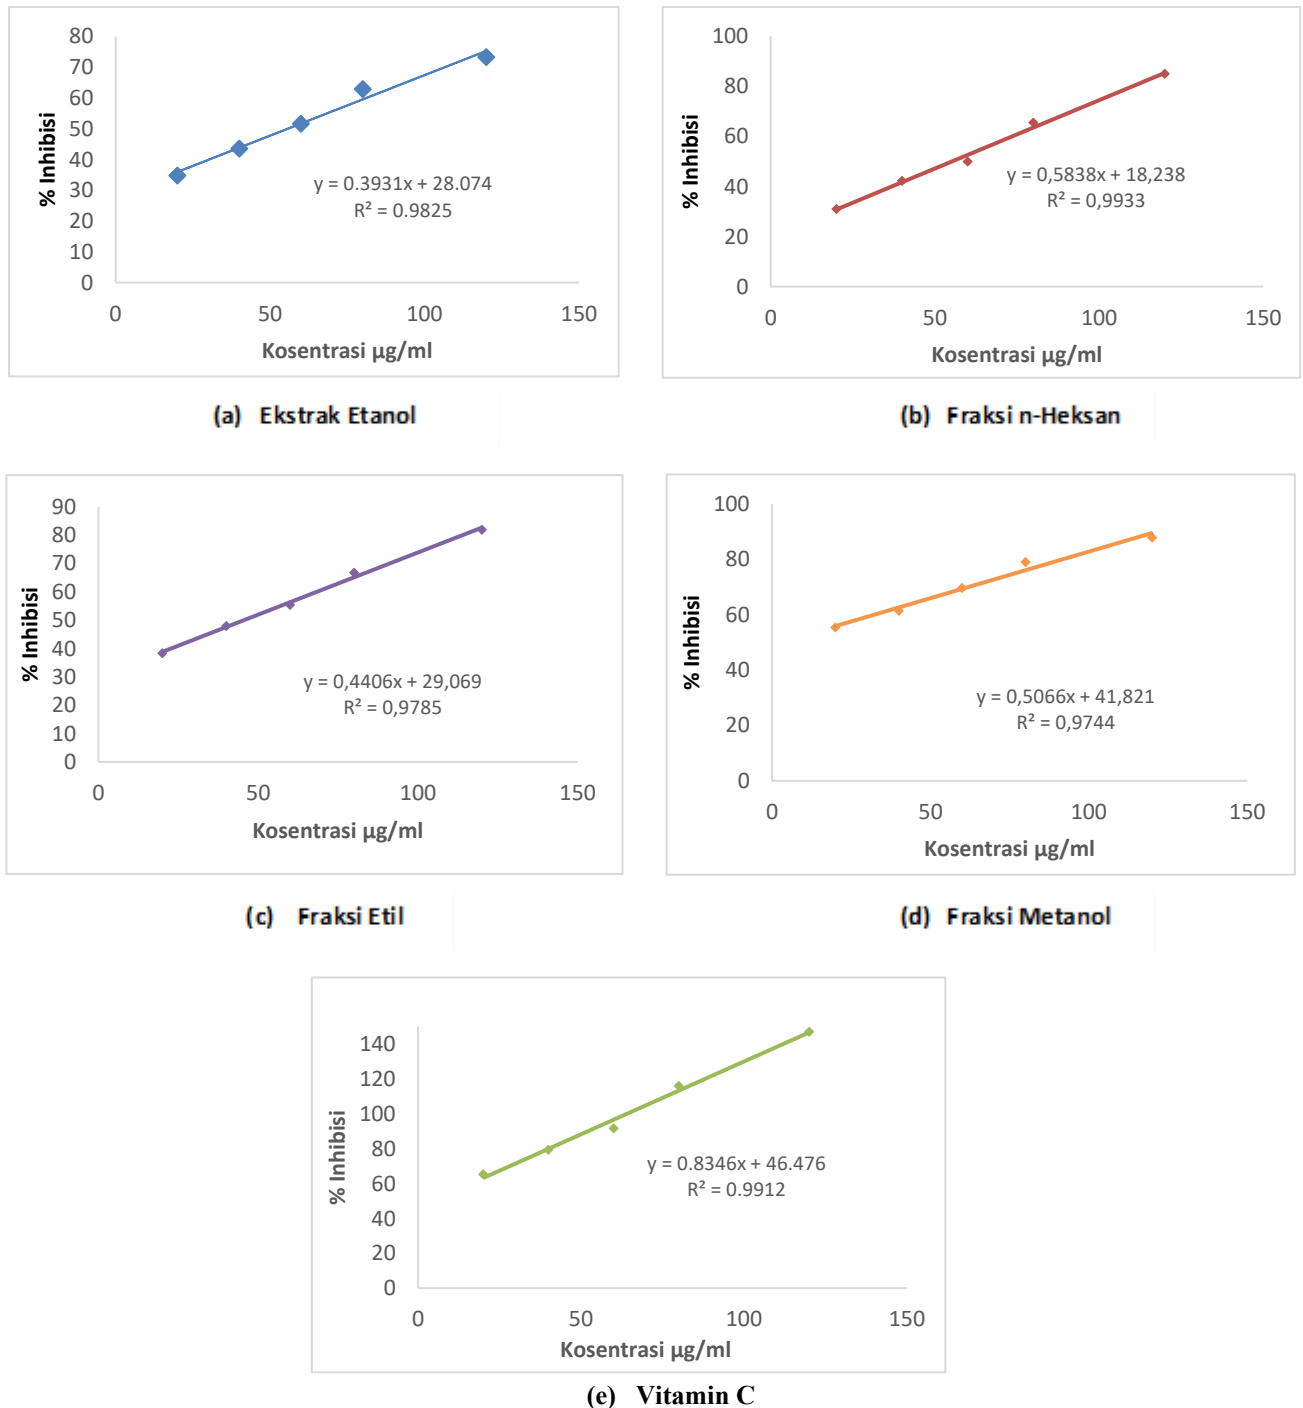 80
70
60
50
40
30
20
10
0
% Inhibisi
y = 0.3931x + 28.074
R² = 0.9825
0 50 100 150
Kosentrasi µg/ml
(a) Ekstrak Etanol
100
80
60
40
20
0
% Inhibisi
y = 0,5838x + 18,238
R² = 0,9933
0 50 100 150
Kosentrasi µg/ml
(b) Fraksi n-Heksan
90
80
70
60
50
40
30
20
10
0
% Inhibisi
y = 0,4406x + 29,069
R² = 0,9785
0 50 100 150
Kosentrasi µg/ml
(c) Fraksi Etil
100
80
60
40
20
0
% Inhibisi
y = 0,5066x + 41,821
R² = 0,9744
0 50 100 150
Kosentrasi µg/ml
(d) Fraksi Metanol
140
120
100
80
60
40
20
0
% Inhibisi
y = 0.8346x + 46.476
R² = 0.9912
0 50 100 150
Kosentrasi µg/ml
(e) Vitamin C